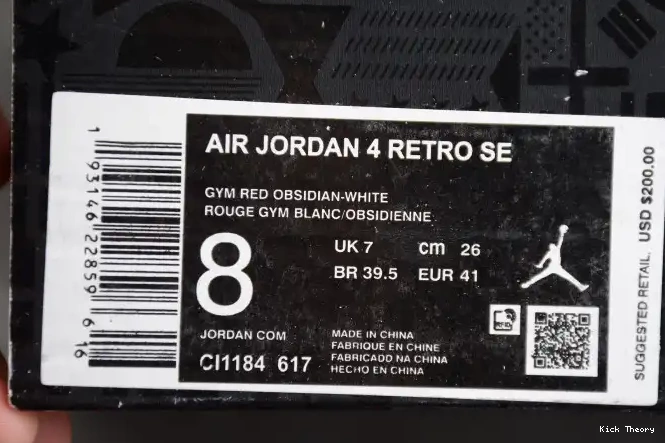 AIR JORDAN 4 RETRO SE
GYM RED OBSIDIAN-WHITE
ROUGE GYM BLANC/OBSIDIENNE
8
UK 7 cm 26
BR 39.5 EUR 41
JORDAN COM
CI1184 617
MADE IN CHINA
FABRIQUE EN CHINE
FABRICADO NA CHINA
HECHO EN CHINA
RFID
1 93146 22859 6 16
SUGGESTED RETAIL, USD $200.00
Kick Theory